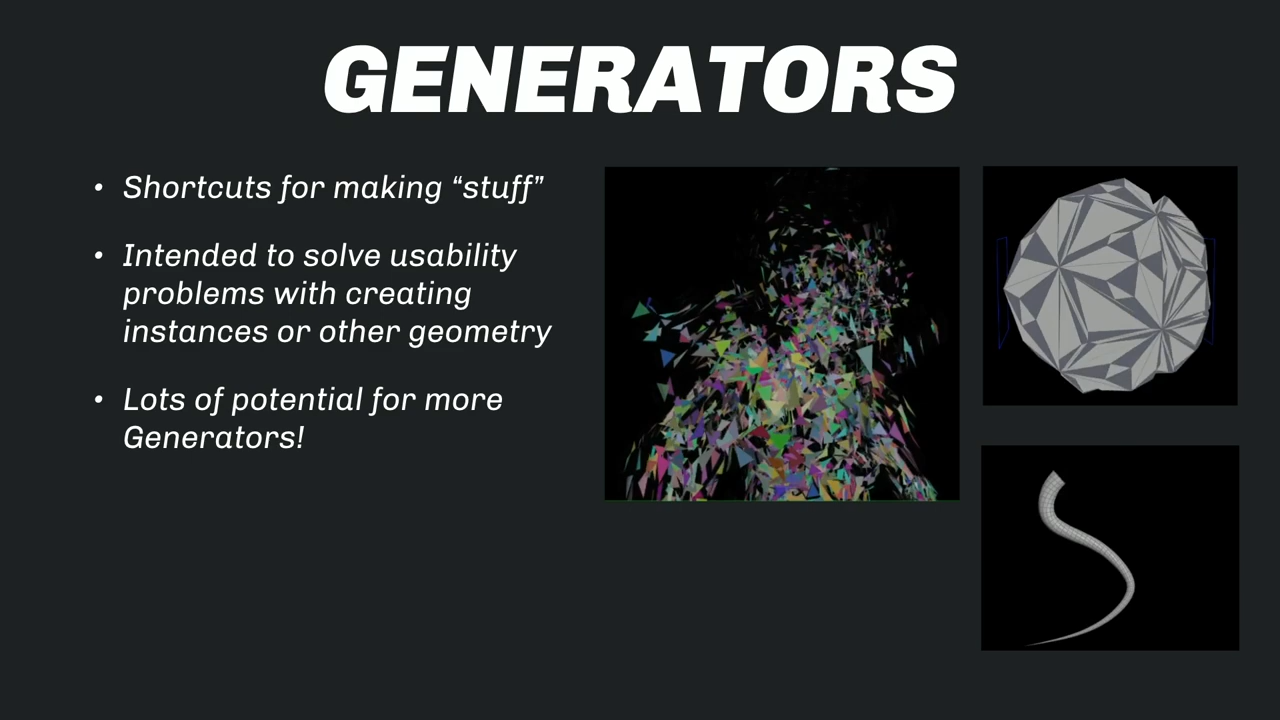 GENERATORS
• Shortcuts for making “stuff”
• Intended to solve usability
problems with creating
instances or other geometry
• Lots of potential for more
Generators!